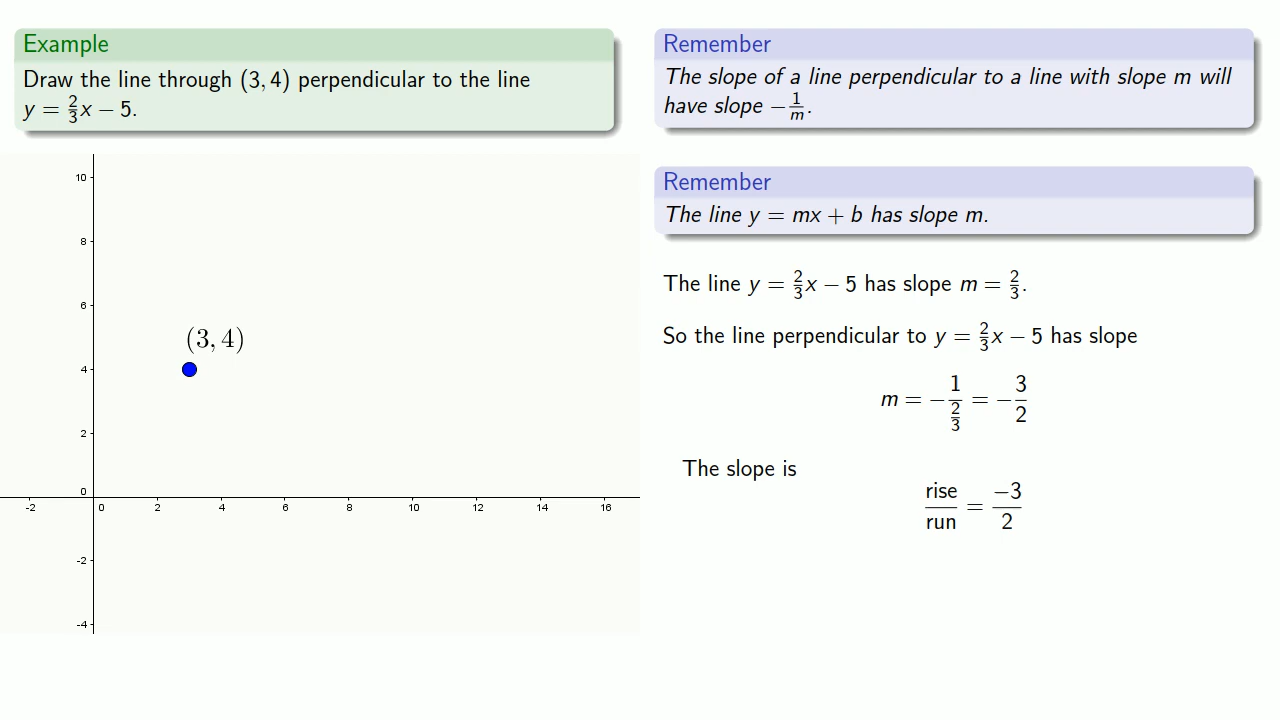 Example
Draw the line through (3, 4) perpendicular to the line
y = 2/3 x − 5.
10
8
6
(3, 4)
4
2
0
-2 0 2 4 6 8 10 12 14 16
-2
-4
Remember
The slope of a line perpendicular to a line with slope m will
have slope −1/m.
Remember
The line y = mx + b has slope m.
The line y = 2/3 x − 5 has slope m = 2/3.
So the line perpendicular to y = 2/3 x − 5 has slope
m = −1/(2/3) = −3/2
The slope is
rise/run = −3/2